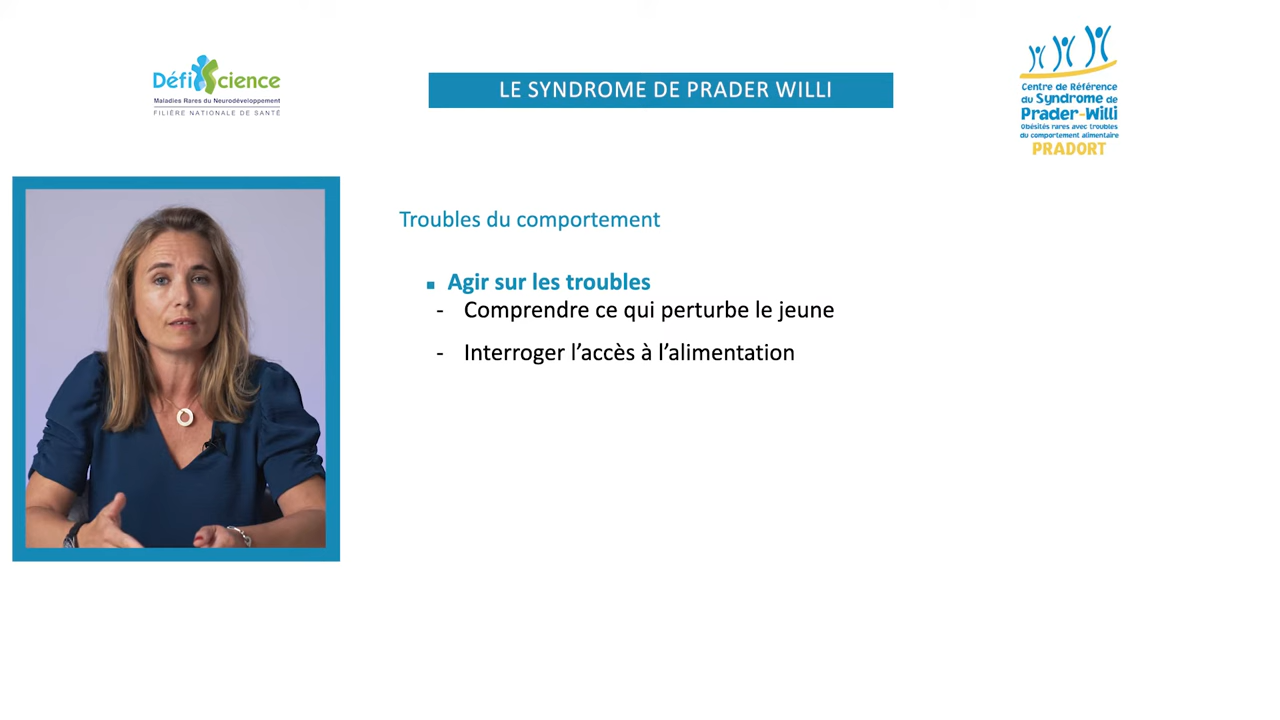 DéfiScience
Maladies Rares du Neurodéveloppement
FILIÈRE NATIONALE DE SANTÉ
LE SYNDROME DE PRADER WILLI
Centre de Référence
du Syndrome de
Prader-Willi
Obésités rares avec troubles
du comportement alimentaire
PRADORT
Troubles du comportement
▪ Agir sur les troubles
- Comprendre ce qui perturbe le jeune
- Interroger l’accès à l’alimentation